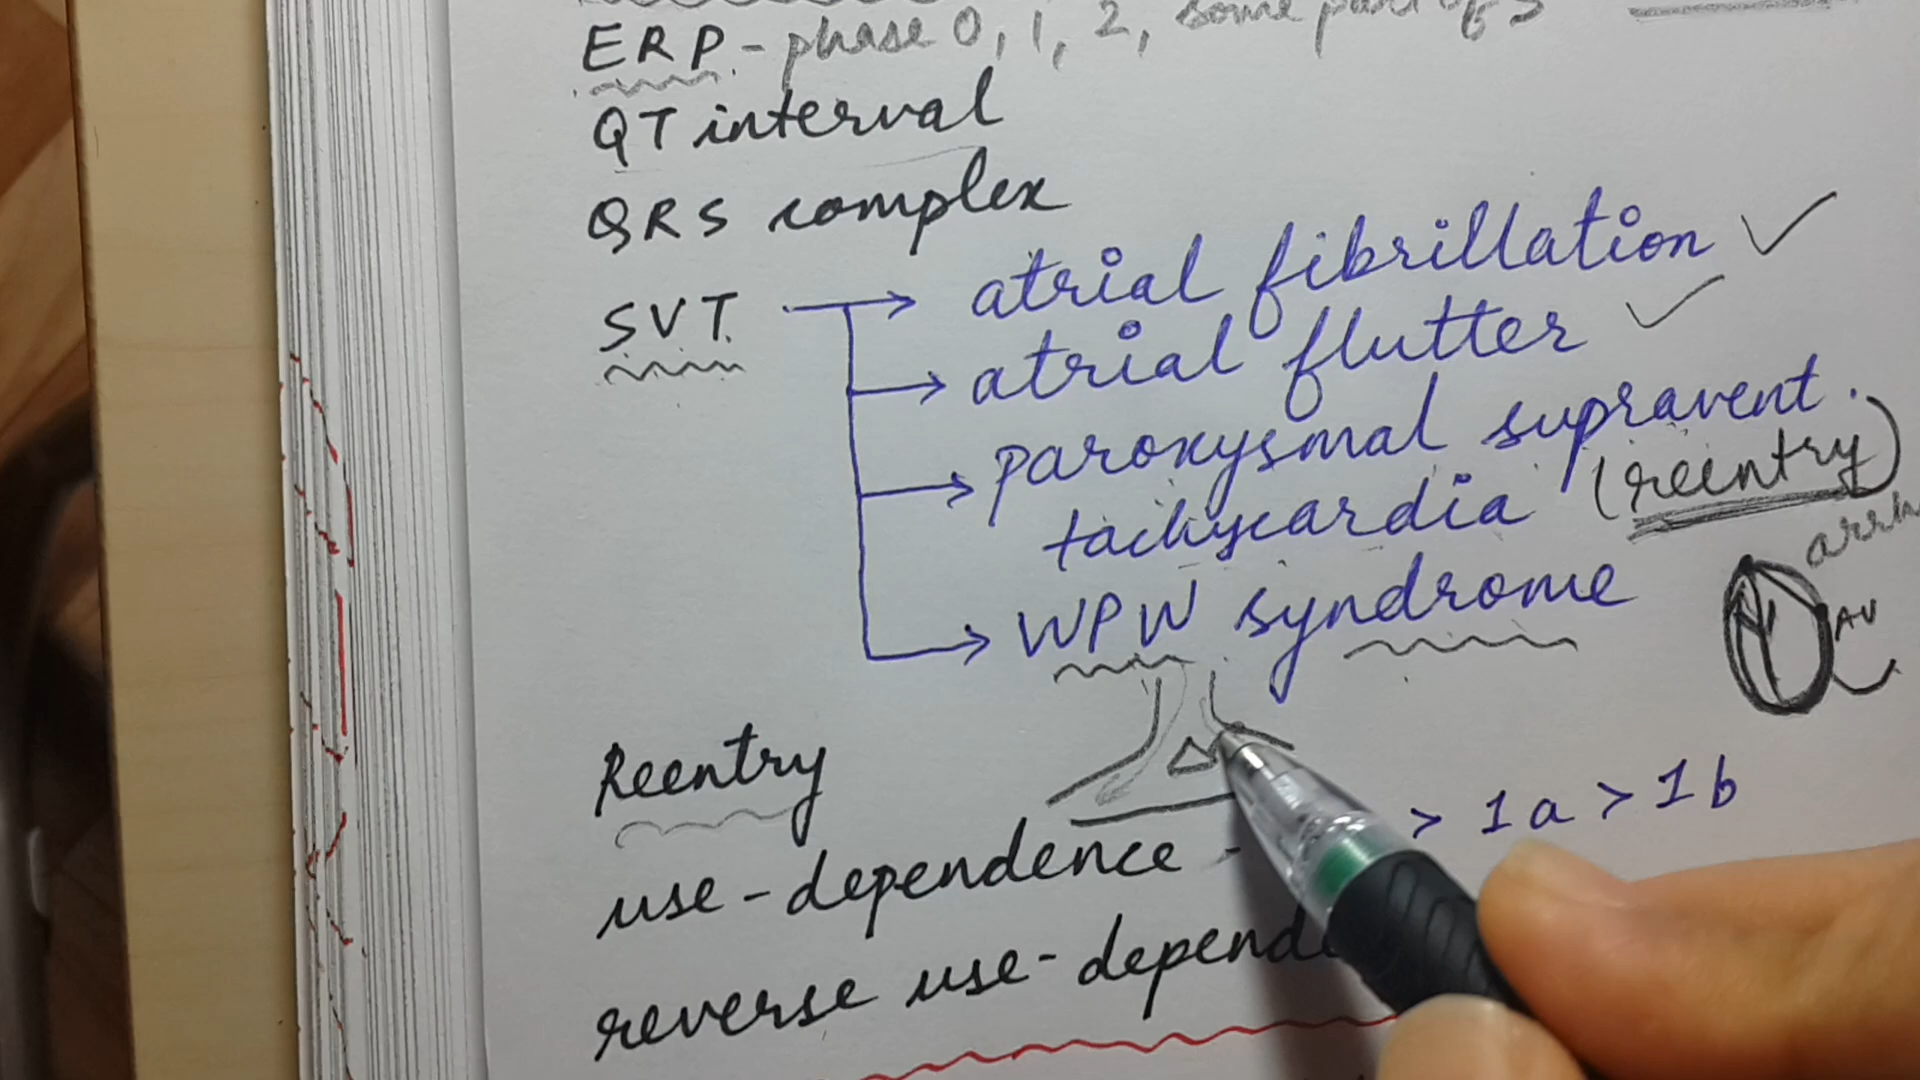 ERP - phase 0, 1, 2, some part of 3
QT interval
QRS complex
SVT → atrial fibrillation ✓
→ atrial flutter ✓
→ paroxysmal supravent.
tachycardia (reentry)
→ WPW syndrome
AV
Reentry
> 1a > 1b
use-dependence -
reverse use-depend